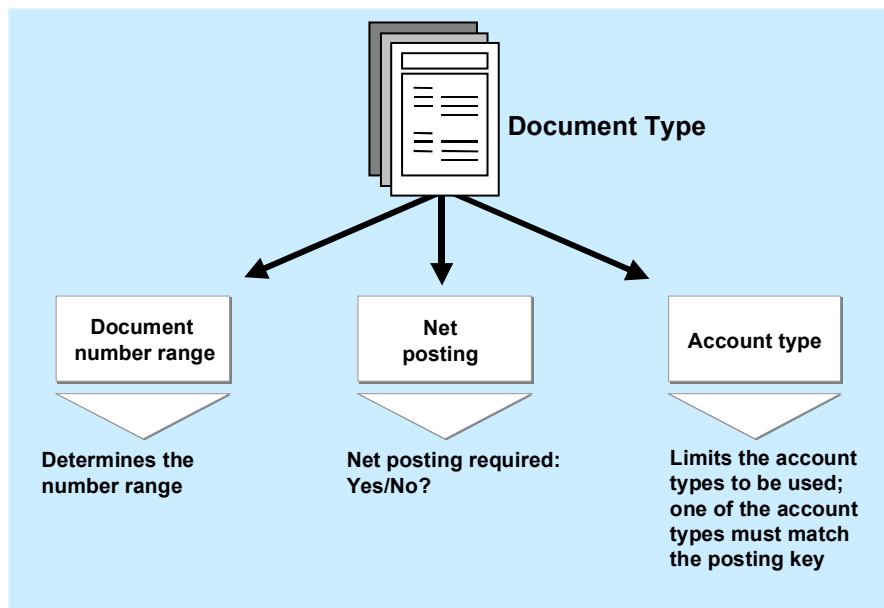 Document Type
Document
number range
Net
posting
Account type
Determines the
number range
Net posting required:
Yes/No?
Limits the account
types to be used;
one of the account
types must match
the posting key